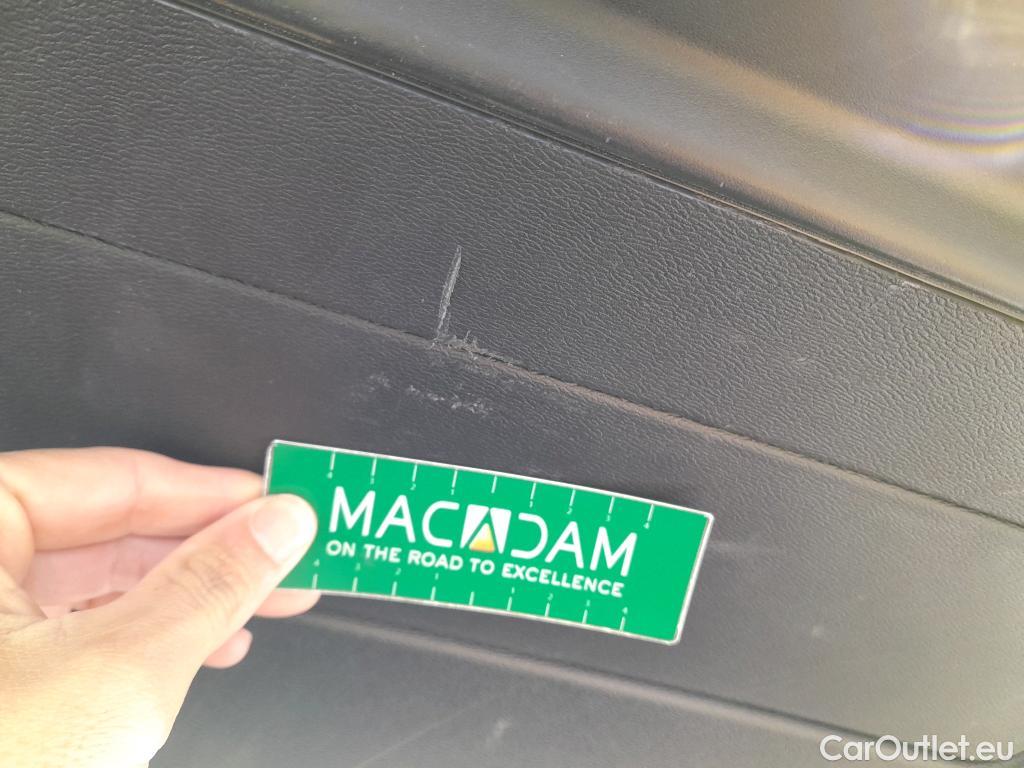 MACADAM
ON THE ROAD TO EXCELLENCE
CarOutlet.eu